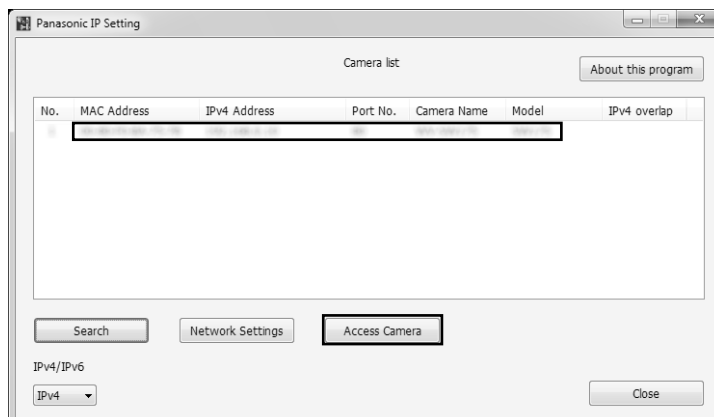 Panasonic IP Setting
Camera list
About this program
No. MAC Address IPv4 Address Port No. Camera Name Model IPv4 overlap
Search Network Settings Access Camera
IPv4/IPv6
IPv4 Close